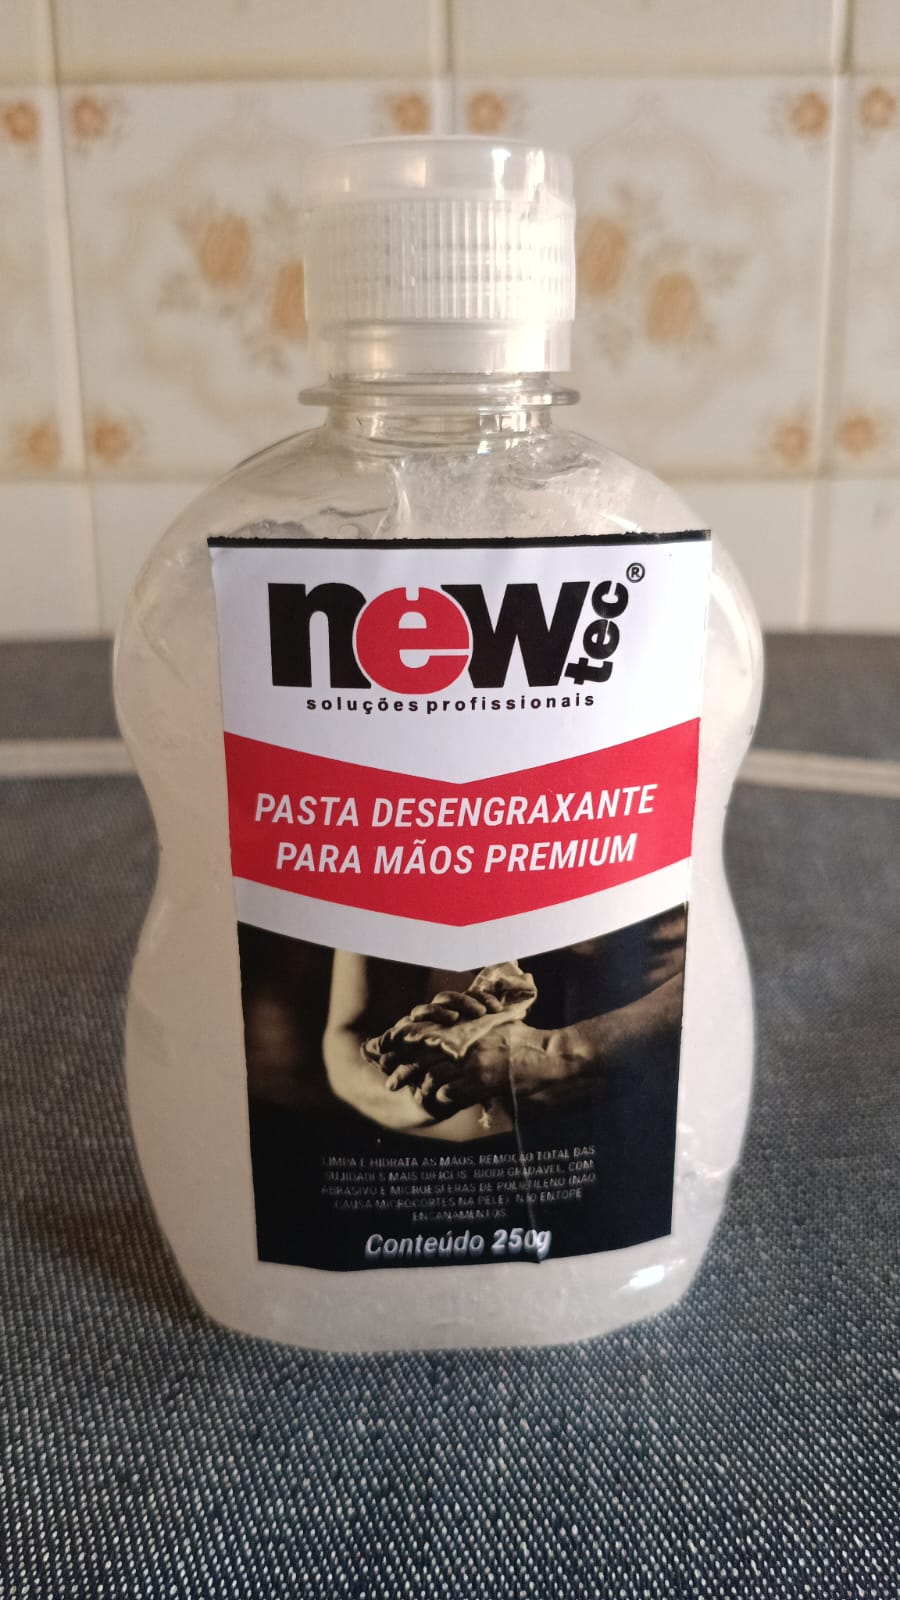 new tec®
soluções profissionais
PASTA DESENGRAXANTE
PARA MÃOS PREMIUM
LIMPA E HIDRATA AS MÃOS, REMOÇÃO TOTAL DAS
SUJIDADES MAIS DIFÍCEIS. BIODEGRADÁVEL, COM
ABRASIVO E MICROESFERAS DE POLIETILENO (NÃO
CAUSA MICROCORTES NA PELE). NÃO ENTOPE
ENCANAMENTOS.
Conteúdo 250g